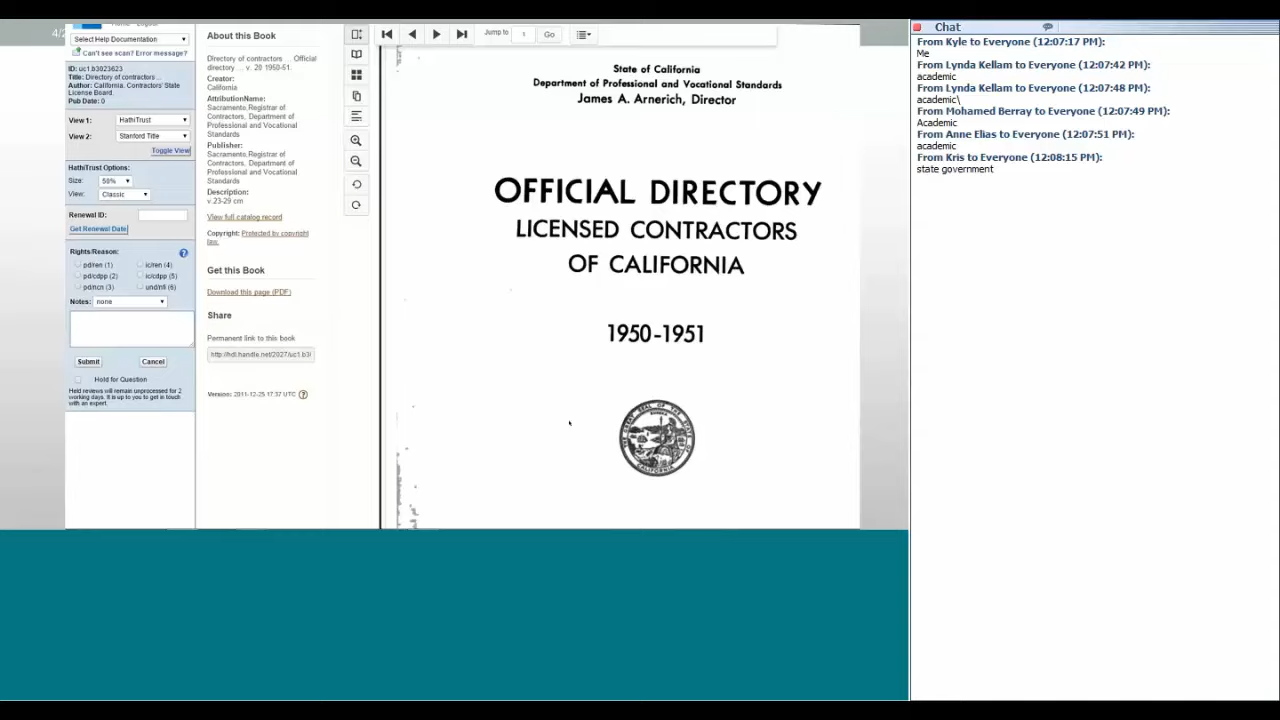 4/2
Select Help Documentation
Can't see scan? Error message?
ID: uc1.b3023623
Title: Directory of contractors ...
Author: California. Contractors' State
License Board.
Pub Date: 0
View 1: HathiTrust
View 2: Stanford Title
Toggle View
HathiTrust Options:
Size: 50%
View: Classic
Renewal ID:
Get Renewal Date
Rights/Reason:
pd/ren (1) ic/ren (4)
pd/cdpp (2) ic/cdpp (5)
pd/ncn (3) und/nfi (6)
Notes: none
Submit Cancel
Hold for Question
Held reviews will remain unprocessed for 2
working days. It is up to you to get in touch
with an expert.
About this Book
Directory of contractors ... Official
directory ... v. 20 1950-51.
Creator:
California
AttributionName:
Sacramento,Registrar of
Contractors, Department of
Professional and Vocational
Standards
Publisher:
Sacramento,Registrar of
Contractors, Department of
Professional and Vocational
Standards
Description:
v.23-29 cm
View full catalog record
Copyright: Protected by copyright
law.
Get this Book
Download this page (PDF)
Share
Permanent link to this book
http://hdl.handle.net/2027/uc1.b3
Version: 2011-12-25 17:37 UTC
Jump to 1 Go
State of California
Department of Professional and Vocational Standards
James A. Arnerich, Director
OFFICIAL DIRECTORY
LICENSED CONTRACTORS
OF CALIFORNIA
1950-1951
Chat
From Kyle to Everyone (12:07:17 PM):
Me
From Lynda Kellam to Everyone (12:07:42 PM):
academic
From Lynda Kellam to Everyone (12:07:48 PM):
academic\
From Mohamed Berray to Everyone (12:07:49 PM):
Academic
From Anne Elias to Everyone (12:07:51 PM):
academic
From Kris to Everyone (12:08:15 PM):
state government